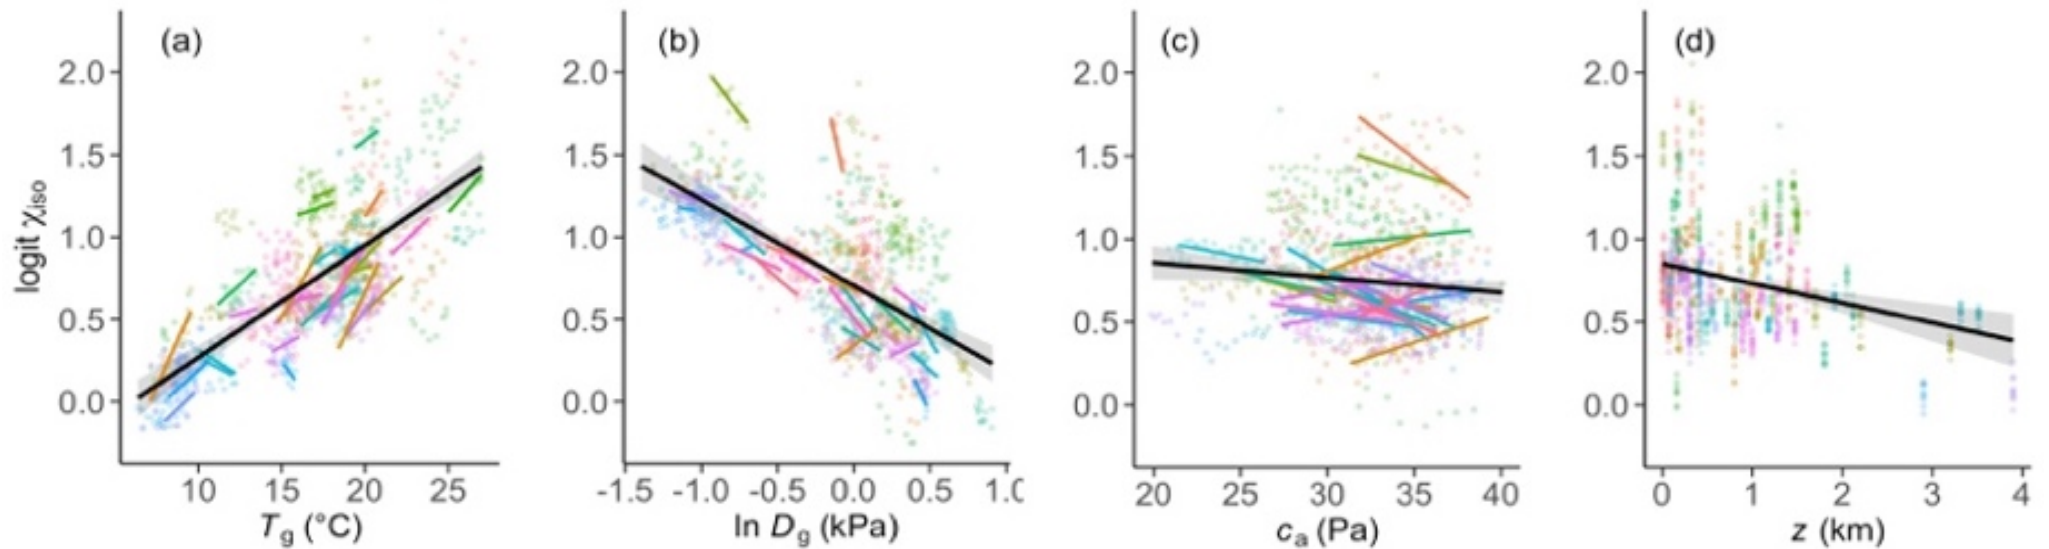 (a) (b) (c) (d)
2.0 2.0 2.0 2.0
1.5 1.5 1.5 1.5
1.0 1.0 1.0 1.0
0.5 0.5 0.5 0.5
0.0 0.0 0.0 0.0
logit χiso
10 15 20 25
-1.5 -1.0 -0.5 0.0 0.5 1.0
20 25 30 35 40
0 1 2 3 4
Tg (°C)
ln Dg (kPa)
ca (Pa)
z (km)